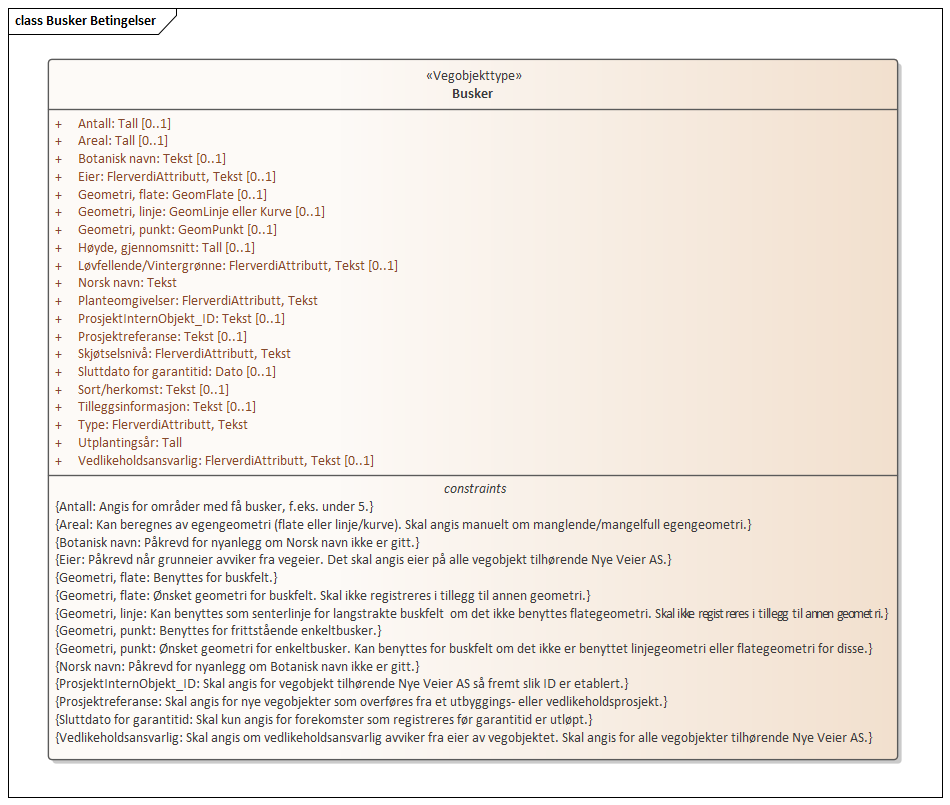 class Busker Betingelser
«Vegobjekttype»
Busker
+ Antall: Tall [0..1]
+ Areal: Tall [0..1]
+ Botanisk navn: Tekst [0..1]
+ Eier: FlerverdiAttributt, Tekst [0..1]
+ Geometri, flate: GeomFlate [0..1]
+ Geometri, linje: GeomLinje eller Kurve [0..1]
+ Geometri, punkt: GeomPunkt [0..1]
+ Høyde, gjennomsnitt: Tall [0..1]
+ Løvfellende/Vintergrønne: FlerverdiAttributt, Tekst [0..1]
+ Norsk navn: Tekst
+ Planteomgivelser: FlerverdiAttributt, Tekst
+ ProsjektInternObjekt_ID: Tekst [0..1]
+ Prosjektreferanse: Tekst [0..1]
+ Skjøtselsnivå: FlerverdiAttributt, Tekst
+ Sluttdato for garantitid: Dato [0..1]
+ Sort/herkomst: Tekst [0..1]
+ Tilleggsinformasjon: Tekst [0..1]
+ Type: FlerverdiAttributt, Tekst
+ Utplantingsår: Tall
+ Vedlikeholdsansvarlig: FlerverdiAttributt, Tekst [0..1]
constraints
{Antall: Angis for områder med få busker, f.eks. under 5.}
{Areal: Kan beregnes av egengeometri (flate eller linje/kurve). Skal angis manuelt om manglende/mangelfull egengeometri.}
{Botanisk navn: Påkrevd for nyanlegg om Norsk navn ikke er gitt.}
{Eier: Påkrevd når grunneier avviker fra vegeier. Det skal angis eier på alle vegobjekt tilhørende Nye Veier AS.}
{Geometri, flate: Benyttes for buskfelt.}
{Geometri, flate: Ønsket geometri for buskfelt. Skal ikke registreres i tillegg til annen geometri.}
{Geometri, linje: Kan benyttes som senterlinje for langstrakte buskfelt om det ikke benyttes flategeometri. Skal ikke registreres i tillegg til annen geometri.}
{Geometri, punkt: Benyttes for frittstående enkeltbusker.}
{Geometri, punkt: Ønsket geometri for enkeltbusker. Kan benyttes for buskfelt om det ikke er benyttet linjegeometri eller flategeometri for disse.}
{Norsk navn: Påkrevd for nyanlegg om Botanisk navn ikke er gitt.}
{ProsjektInternObjekt_ID: Skal angis for vegobjekt tilhørende Nye Veier AS så fremt slik ID er etablert.}
{Prosjektreferanse: Skal angis for nye vegobjekter som overføres fra et utbyggings- eller vedlikeholdsprosjekt.}
{Sluttdato for garantitid: Skal kun angis for forekomster som registreres før garantitid er utløpt.}
{Vedlikeholdsansvarlig: Skal angis om vedlikeholdsansvarlig avviker fra eier av vegobjektet. Skal angis for alle vegobjekter tilhørende Nye Veier AS.}